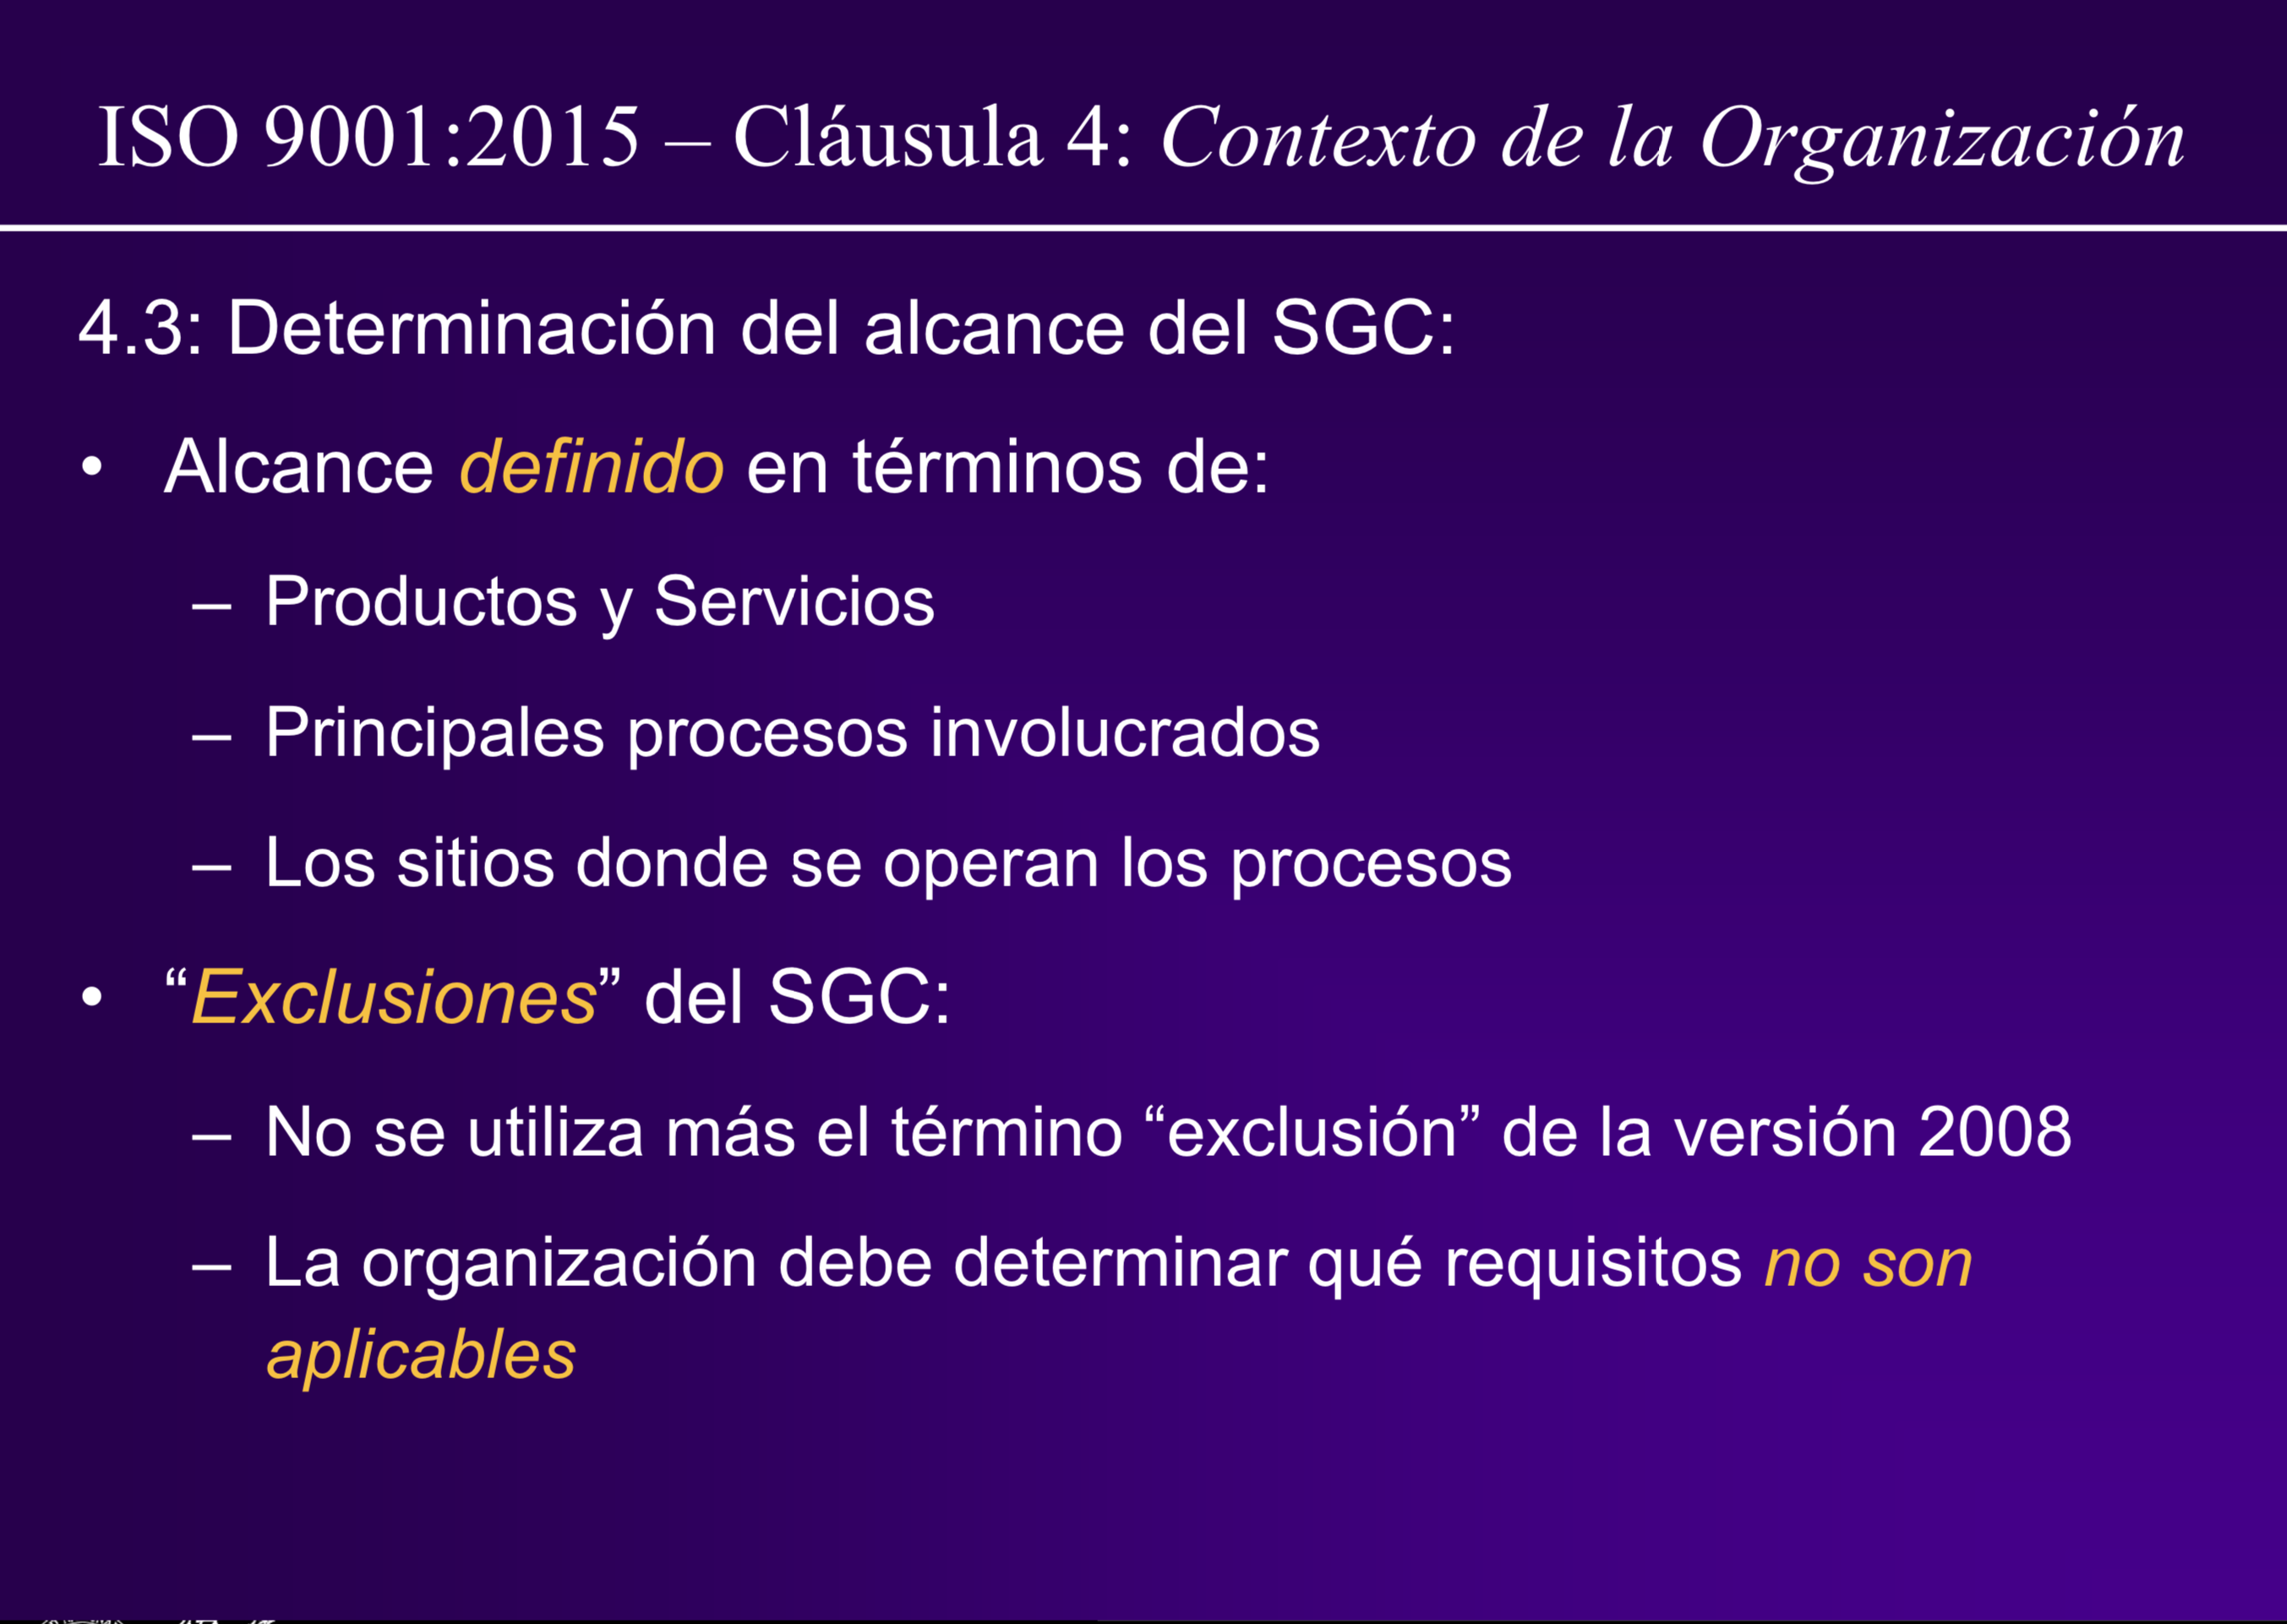 ISO 9001:2015 – Cláusula 4: Contexto de la Organización
4.3: Determinación del alcance del SGC:
• Alcance definido en términos de:
– Productos y Servicios
– Principales procesos involucrados
– Los sitios donde se operan los procesos
• “Exclusiones” del SGC:
– No se utiliza más el término “exclusión” de la versión 2008
– La organización debe determinar qué requisitos no son
aplicables